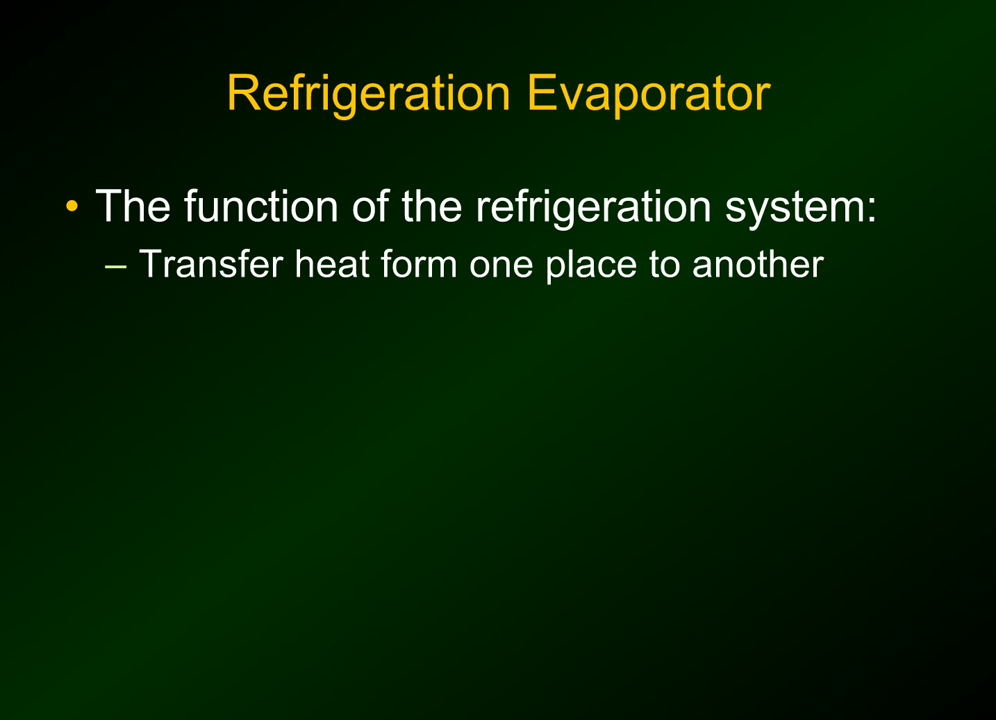 Refrigeration Evaporator
• The function of the refrigeration system:
– Transfer heat form one place to another